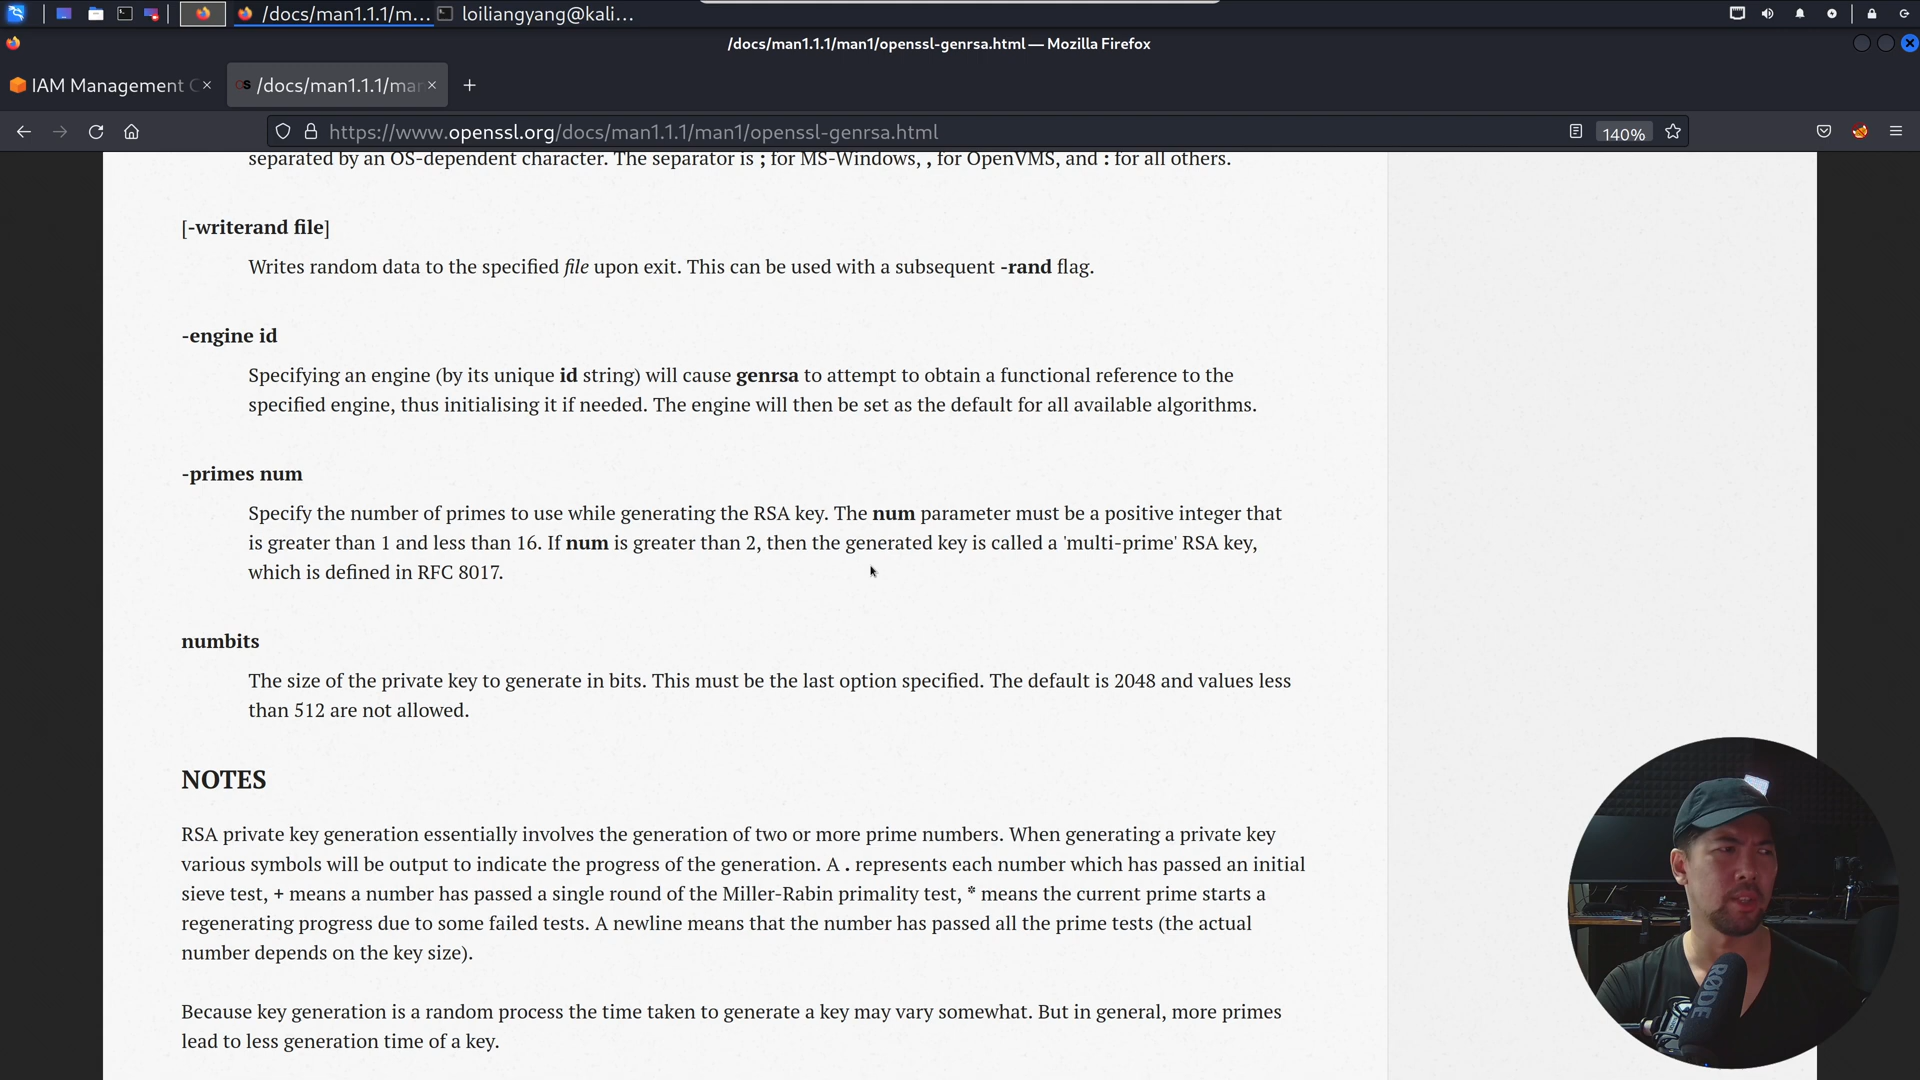 /docs/man1.1.1/m...
loiliangyang@kali...
/docs/man1.1.1/man1/openssl-genrsa.html — Mozilla Firefox
IAM Management C
/docs/man1.1.1/mar
https://www.openssl.org/docs/man1.1.1/man1/openssl-genrsa.html
140%
separated by an OS-dependent character. The separator is ; for MS-Windows, , for OpenVMS, and : for all others.
[-writerand file]
Writes random data to the specified file upon exit. This can be used with a subsequent -rand flag.
-engine id
Specifying an engine (by its unique id string) will cause genrsa to attempt to obtain a functional reference to the
specified engine, thus initialising it if needed. The engine will then be set as the default for all available algorithms.
-primes num
Specify the number of primes to use while generating the RSA key. The num parameter must be a positive integer that
is greater than 1 and less than 16. If num is greater than 2, then the generated key is called a 'multi-prime' RSA key,
which is defined in RFC 8017.
numbits
The size of the private key to generate in bits. This must be the last option specified. The default is 2048 and values less
than 512 are not allowed.
NOTES
RSA private key generation essentially involves the generation of two or more prime numbers. When generating a private key
various symbols will be output to indicate the progress of the generation. A . represents each number which has passed an initial
sieve test, + means a number has passed a single round of the Miller-Rabin primality test, * means the current prime starts a
regenerating progress due to some failed tests. A newline means that the number has passed all the prime tests (the actual
number depends on the key size).
Because key generation is a random process the time taken to generate a key may vary somewhat. But in general, more primes
lead to less generation time of a key.
RØDE